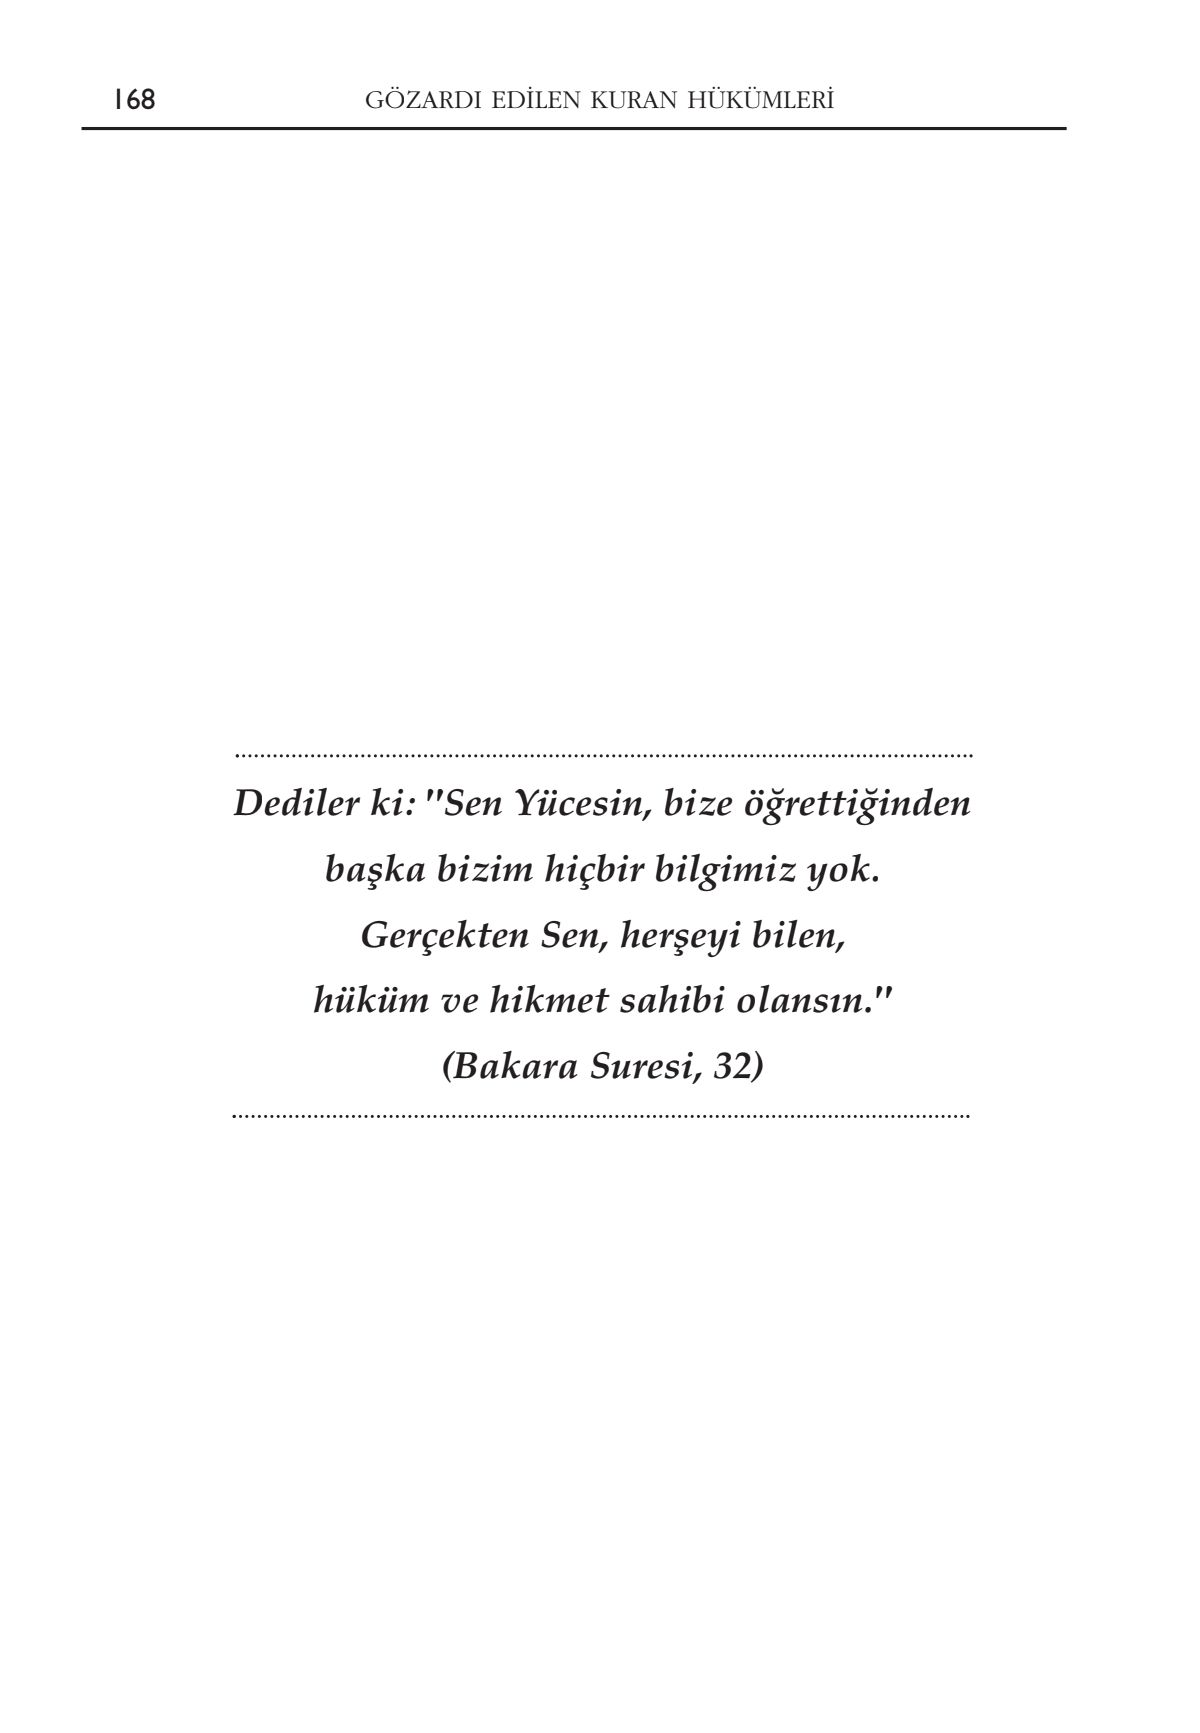 168 GÖZARDI EDİLEN KURAN HÜKÜMLERİ
Dediler ki: "Sen Yücesin, bize öğrettiğinden
başka bizim hiçbir bilgimiz yok.
Gerçekten Sen, herşeyi bilen,
hüküm ve hikmet sahibi olansın."
(Bakara Suresi, 32)